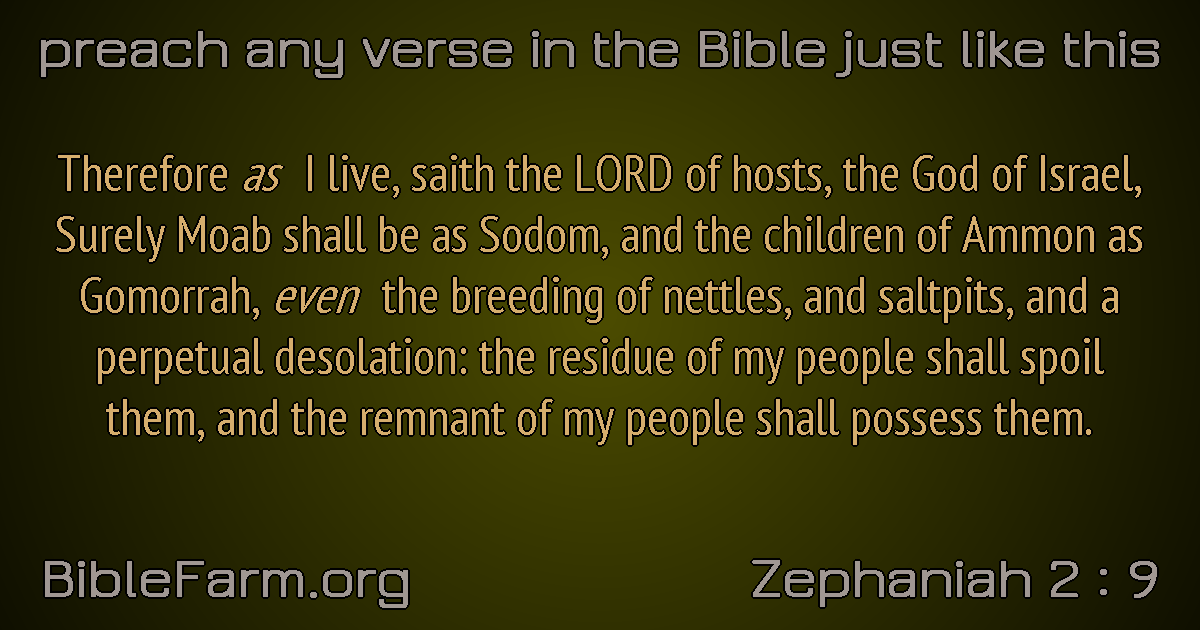 preach any verse in the Bible just like this
Therefore as I live, saith the LORD of hosts, the God of Israel,
Surely Moab shall be as Sodom, and the children of Ammon as
Gomorrah, even the breeding of nettles, and saltpits, and a
perpetual desolation: the residue of my people shall spoil
them, and the remnant of my people shall possess them.
BibleFarm.org
Zephaniah 2 : 9